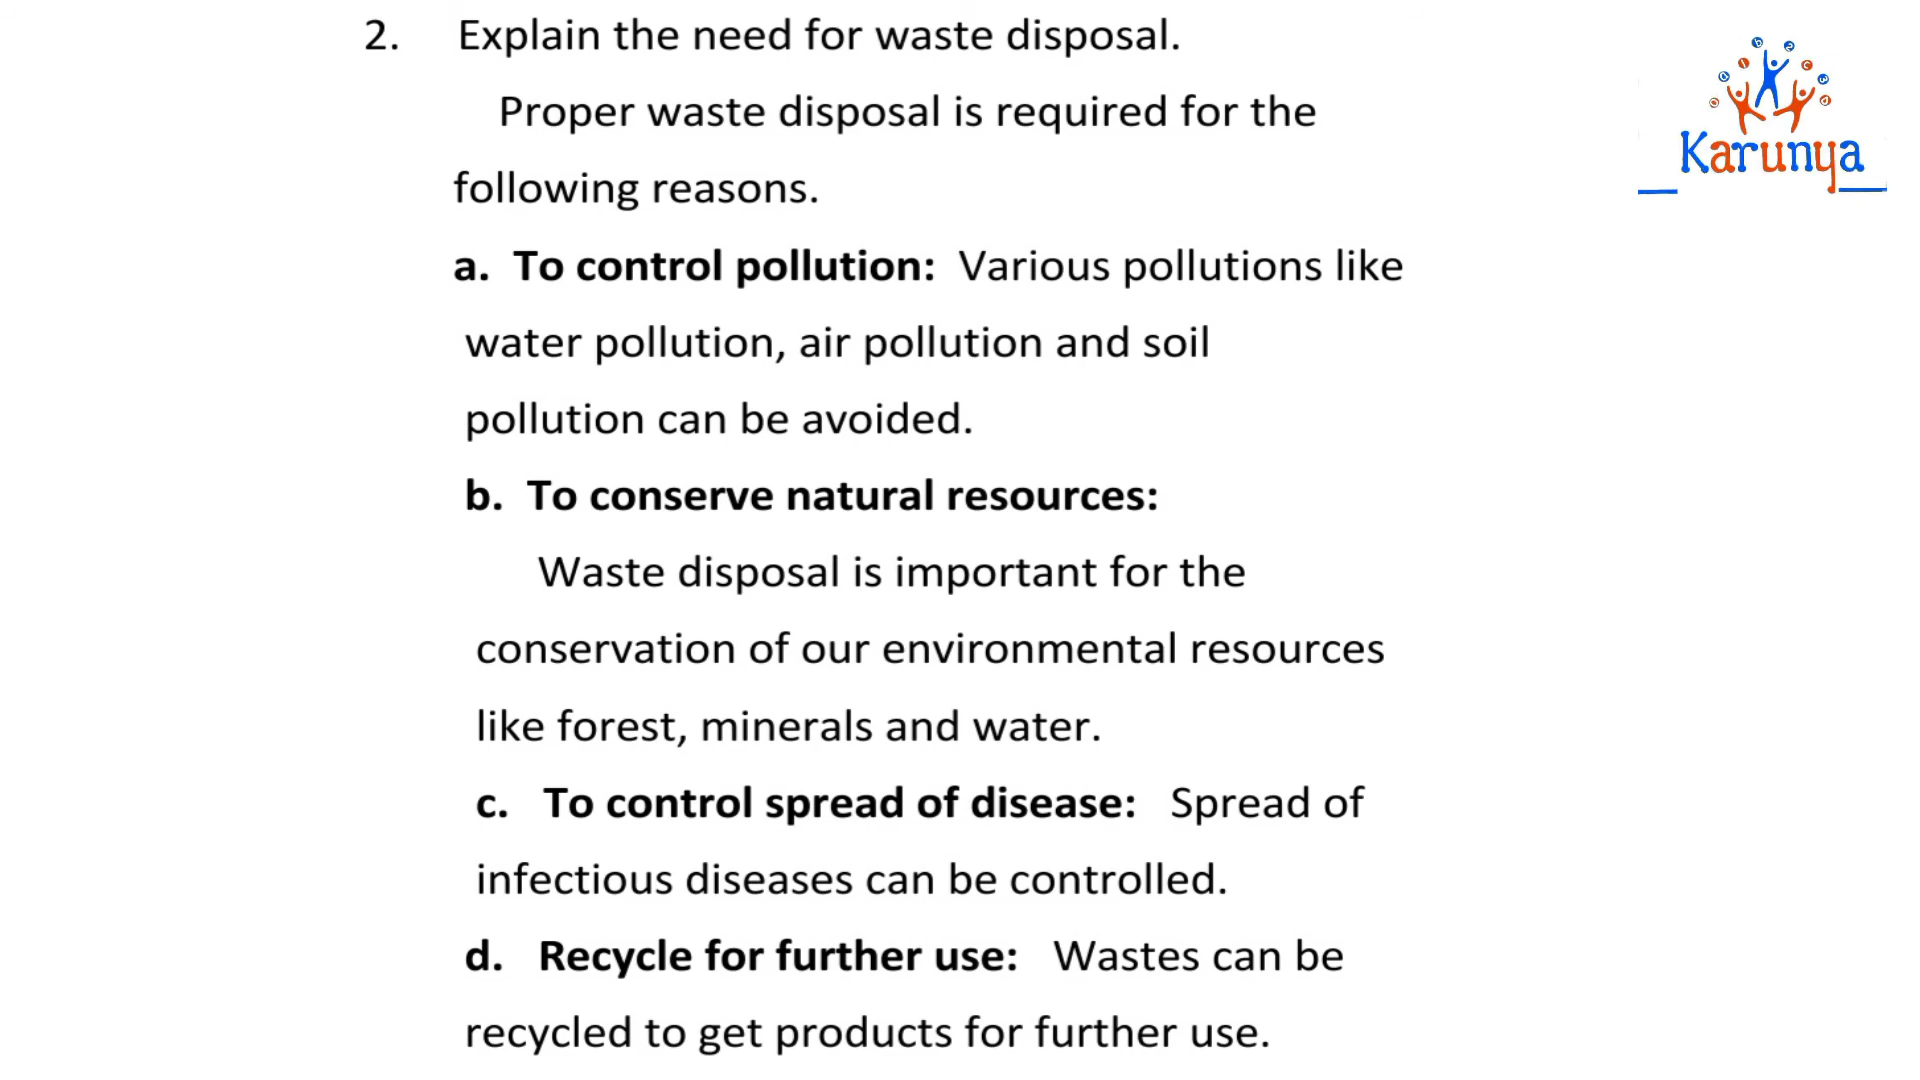 2. Explain the need for waste disposal.
Proper waste disposal is required for the
following reasons.
a. To control pollution: Various pollutions like
water pollution, air pollution and soil
pollution can be avoided.
b. To conserve natural resources:
Waste disposal is important for the
conservation of our environmental resources
like forest, minerals and water.
c. To control spread of disease: Spread of
infectious diseases can be controlled.
d. Recycle for further use: Wastes can be
recycled to get products for further use.
Karunya